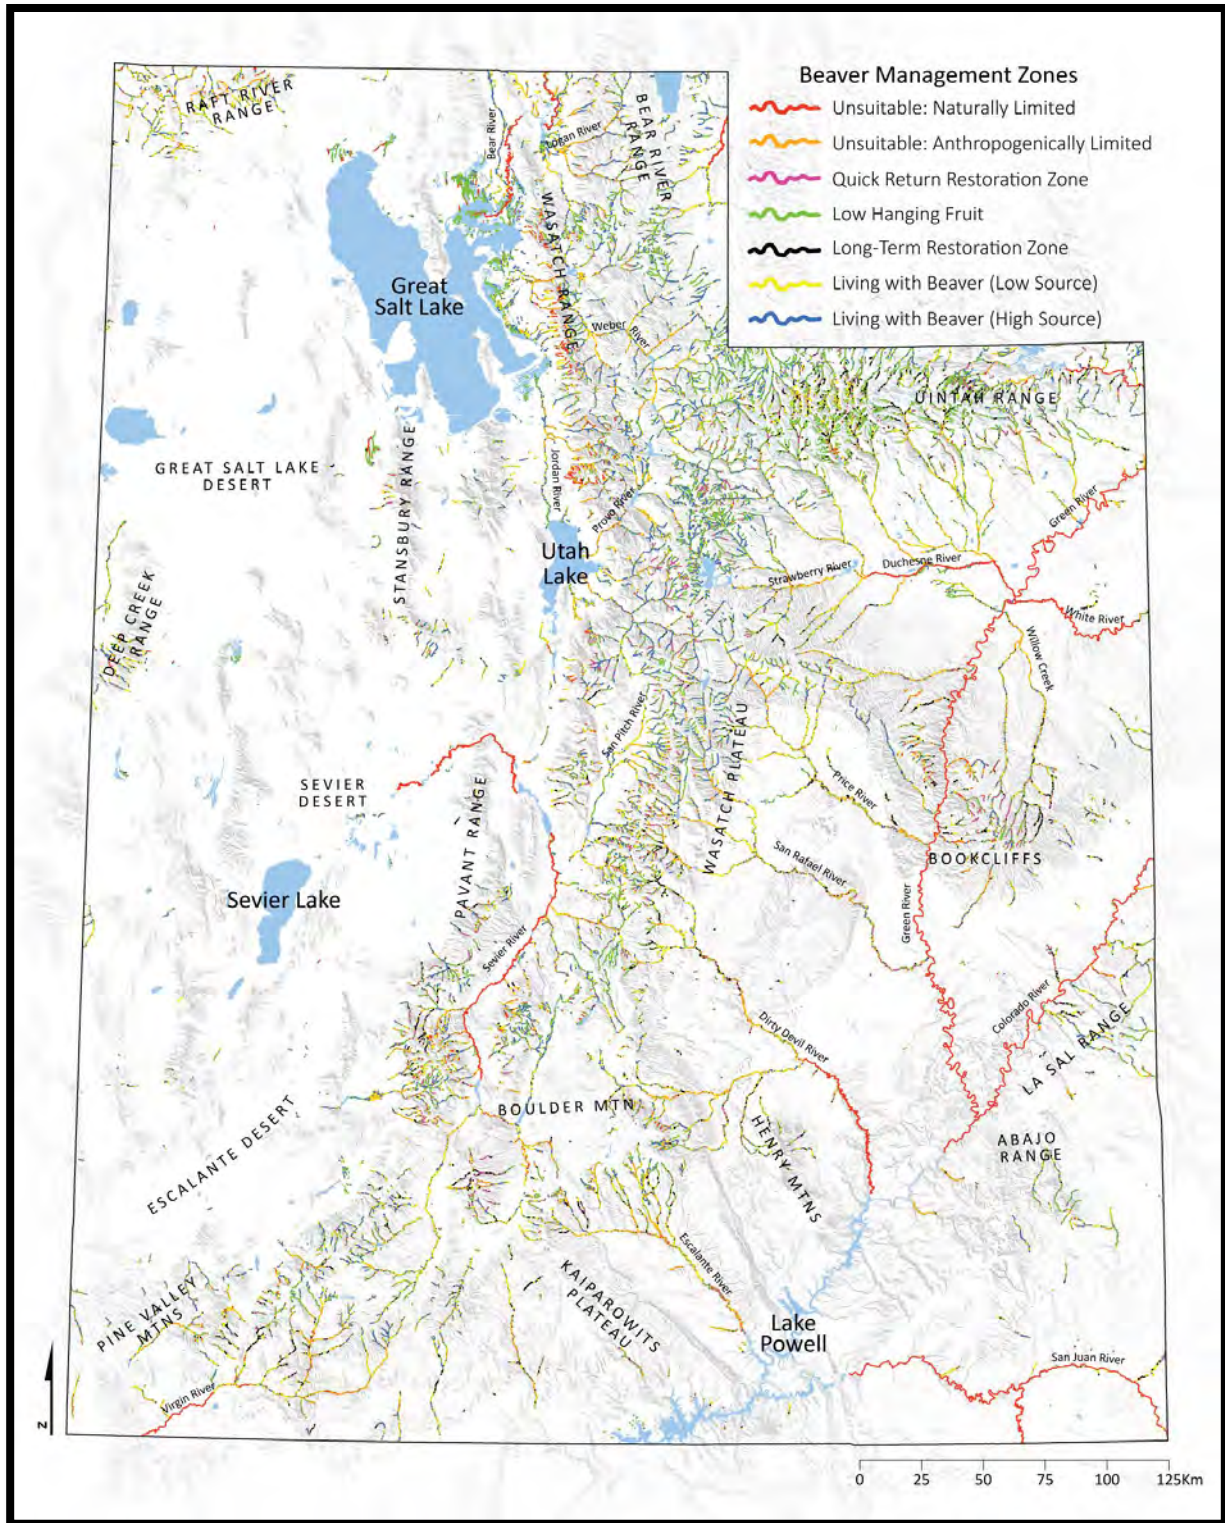 Beaver Management Zones
Unsuitable: Naturally Limited
Unsuitable: Anthropogenically Limited
Quick Return Restoration Zone
Low Hanging Fruit
Long-Term Restoration Zone
Living with Beaver (Low Source)
Living with Beaver (High Source)
RAFT RIVER
RANGE
Bear River
Logan River
BEAR RIVER
RANGE
WASATCH RANGE
Great
Salt Lake
Weber River
UINTAH RANGE
GREAT SALT LAKE
DESERT
STANSBURY RANGE
Jordan River
Provo River
Green River
Utah
Lake
Strawberry River
Duchesne River
White River
Willow Creek
DEEP CREEK
RANGE
San Pitch River
WASATCH PLATEAU
Price River
SEVIER
DESERT
PAVANT RANGE
San Rafael River
BOOKCLIFFS
Sevier Lake
Sevier River
Green River
Colorado River
LA SAL RANGE
Dirty Devil River
BOULDER MTN
HENRY MTNS
ABAJO
RANGE
ESCALANTE DESERT
Escalante River
KAIPAROWITS
PLATEAU
PINE VALLEY
MTNS
Lake
Powell
Virgin River
San Juan River
N
0 25 50 75 100 125Km